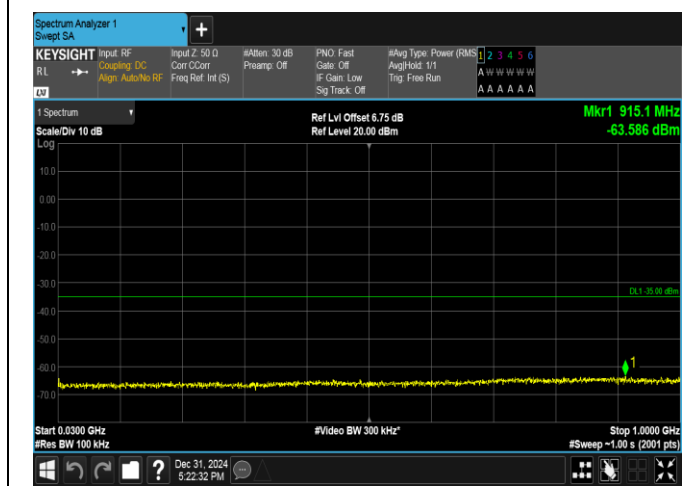 Spectrum Analyzer 1
Swept SA
+
KEYSIGHT
RL
LXI
Input: RF
Coupling: DC
Align: Auto/No RF
Input Z: 50 Ω
Corr CCorr
Freq Ref: Int (S)
#Atten: 30 dB
Preamp: Off
PNO: Fast
Gate: Off
IF Gain: Low
Sig Track: Off
#Avg Type: Power (RMS
Avg|Hold: 1/1
Trig: Free Run
1 2 3 4 5 6
A W W W W W
A A A A A A
1 Spectrum
Scale/Div 10 dB
Log
Ref Lvl Offset 6.75 dB
Ref Level 20.00 dBm
Mkr1 915.1 MHz
-63.586 dBm
10.0
0.00
-10.0
-20.0
-30.0
DL1 -35.00 dBm
-40.0
-50.0
-60.0
1
-70.0
Start 0.0300 GHz
#Res BW 100 kHz
#Video BW 300 kHz*
Stop 1.0000 GHz
#Sweep ~1.00 s (2001 pts)
?
Dec 31, 2024
5:22:32 PM